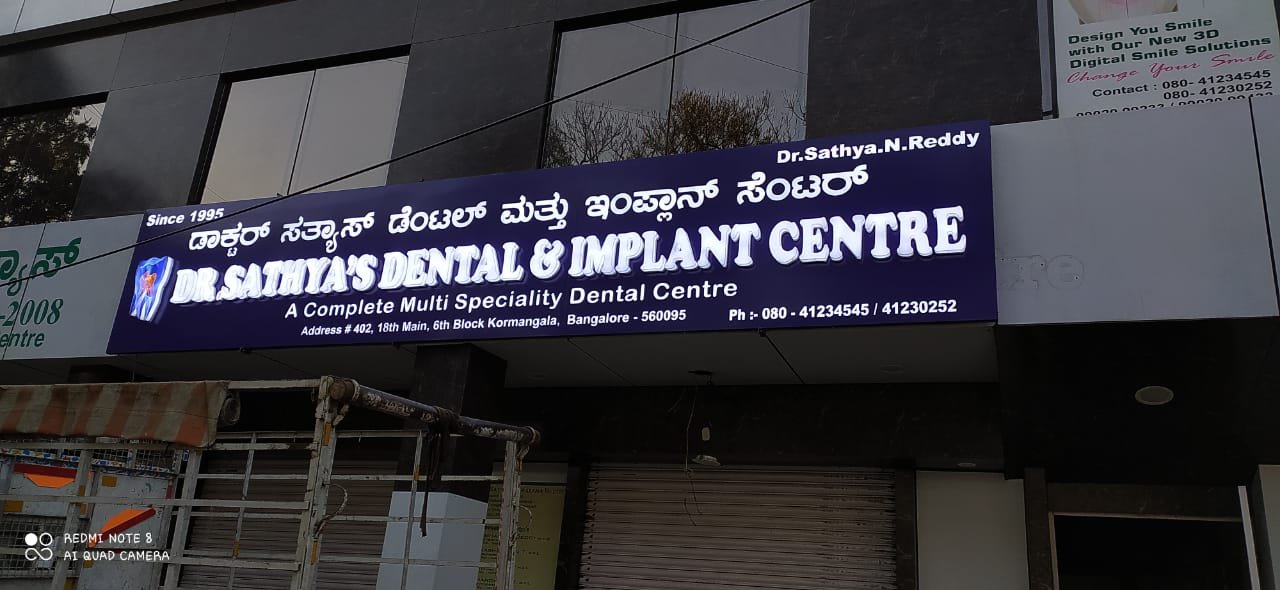 Design You Smile
with Our New 3D
Digital Smile Solutions
Change Your Smile
Contact : 080- 41234545
080- 41230252
Dr.Sathya.N.Reddy
Since 1995
ಡಾಕ್ಟರ್ ಸತ್ಯಾಸ್ ಡೆಂಟಲ್ ಮತ್ತು ಇಂಪ್ಲಾನ್ ಸೆಂಟರ್
DR.SATHYA'S DENTAL & IMPLANT CENTRE
A Complete Multi Speciality Dental Centre
Address # 402, 18th Main, 6th Block Kormangala, Bangalore - 560095
Ph :- 080 - 41234545 / 41230252
-2008
entre
REDMI NOTE 8
AI QUAD CAMERA